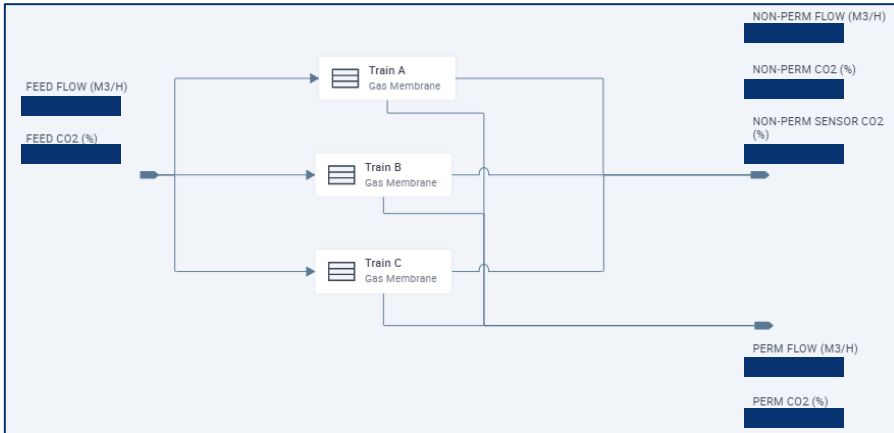 FEED FLOW (M3/H)
FEED CO2 (%)
Train A
Gas Membrane
Train B
Gas Membrane
Train C
Gas Membrane
NON-PERM FLOW (M3/H)
NON-PERM CO2 (%)
NON-PERM SENSOR CO2
(%)
PERM FLOW (M3/H)
PERM CO2 (%)